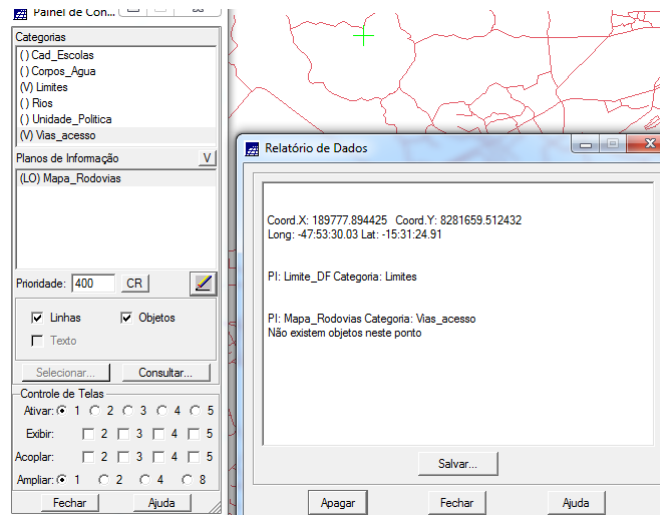 Painel de Con...
Categorias
( ) Cad_Escolas
( ) Corpos_Agua
(V) Limites
( ) Rios
( ) Unidade_Politica
(V) Vias_acesso
Planos de Informação V
(LO) Mapa_Rodovias
Prioridade: 400 CR
Linhas Objetos
Texto
Selecionar... Consultar...
Controle de Telas
Ativar: 1 2 3 4 5
Exibir: 2 3 4 5
Acoplar: 2 3 4 5
Ampliar: 1 2 4 8
Fechar Ajuda
Relatório de Dados
Coord.X: 189777.894425 Coord.Y: 8281659.512432
Long: -47:53:30.03 Lat: -15:31:24.91
PI: Limite_DF Categoria: Limites
PI: Mapa_Rodovias Categoria: Vias_acesso
Não existem objetos neste ponto
Salvar...
Apagar Fechar Ajuda